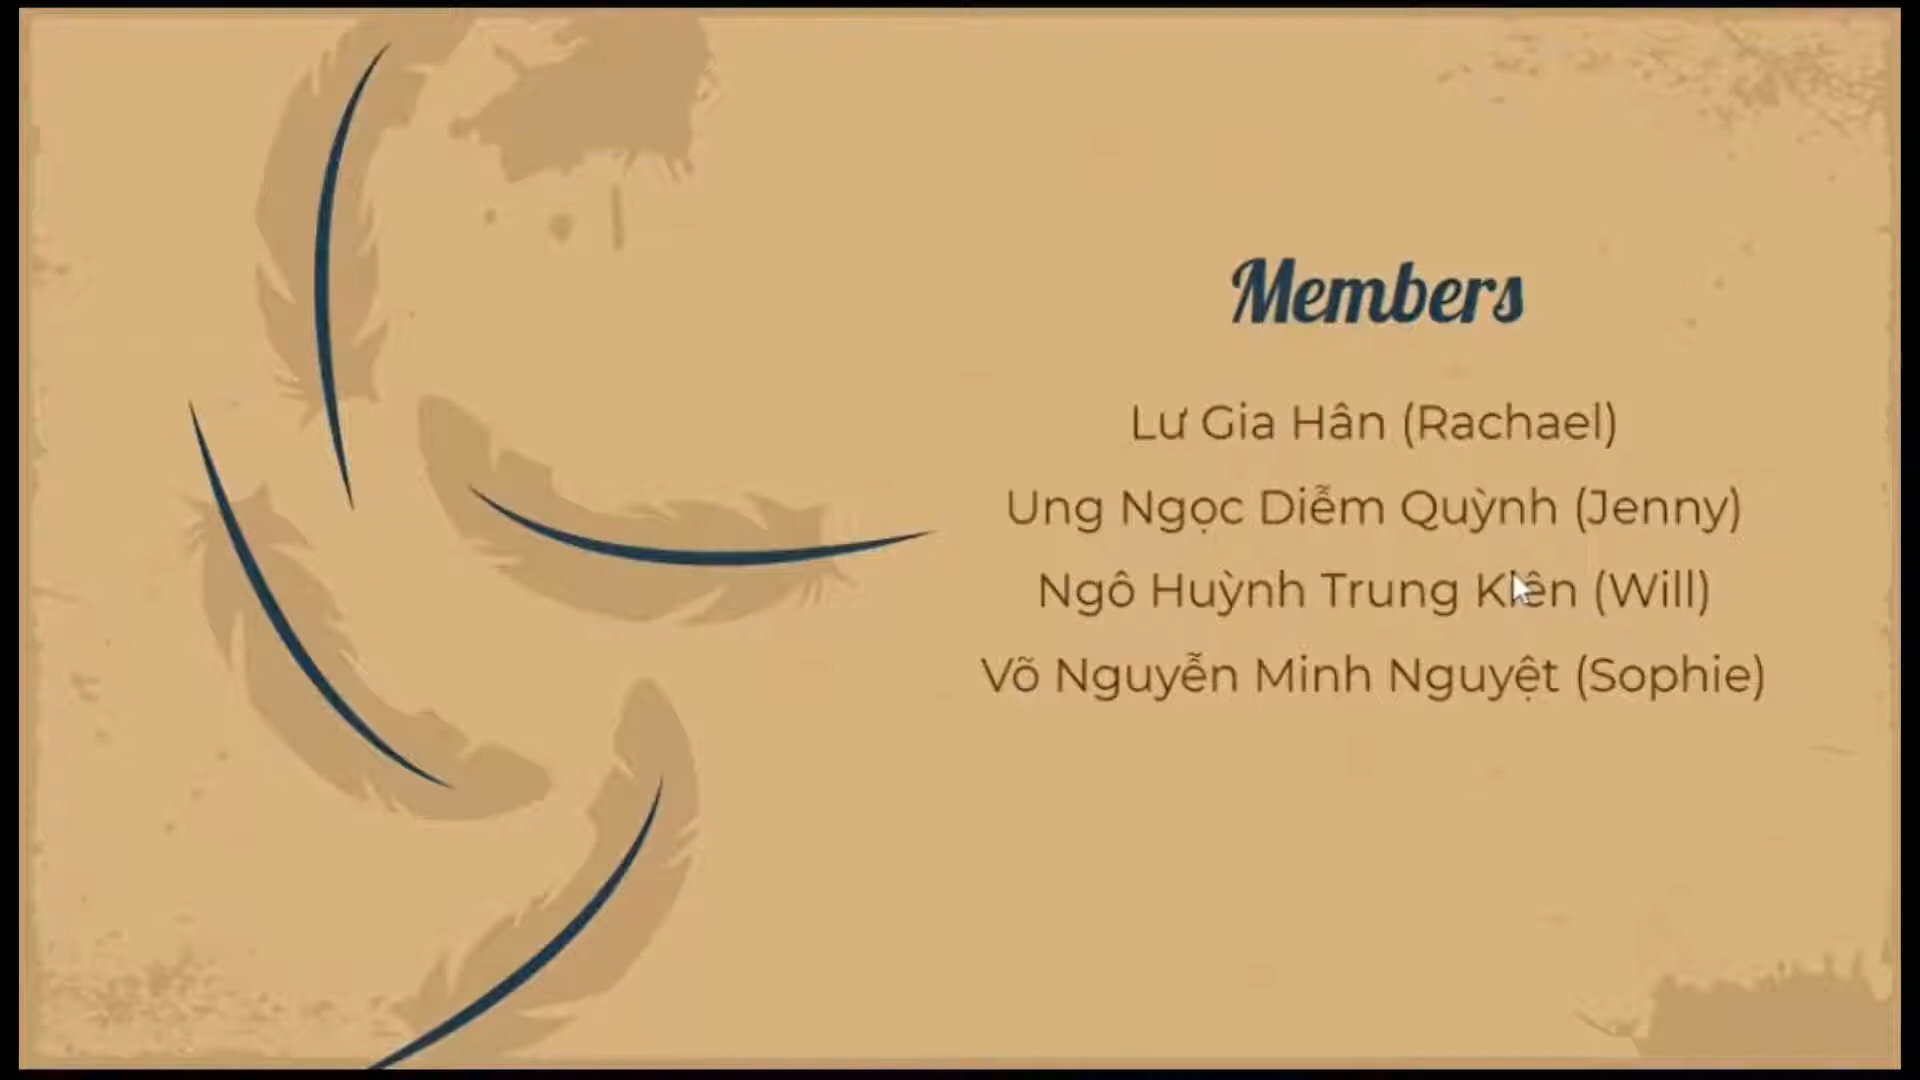 Members
Lư Gia Hân (Rachael)
Ung Ngọc Diễm Quỳnh (Jenny)
Ngô Huỳnh Trung Kiên (Will)
Võ Nguyễn Minh Nguyệt (Sophie)